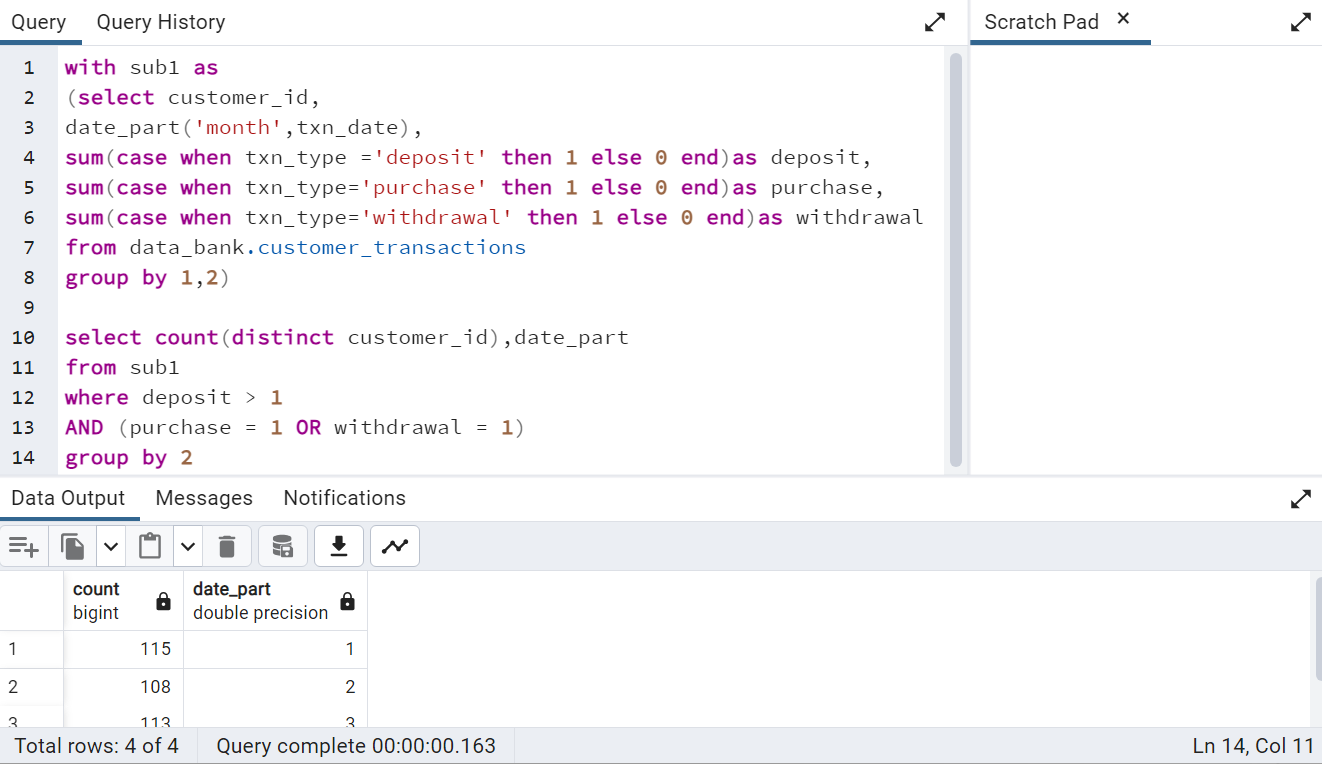 Query Query History
Scratch Pad ×
1 with sub1 as
2 (select customer_id,
3 date_part('month',txn_date),
4 sum(case when txn_type ='deposit' then 1 else 0 end)as deposit,
5 sum(case when txn_type='purchase' then 1 else 0 end)as purchase,
6 sum(case when txn_type='withdrawal' then 1 else 0 end)as withdrawal
7 from data_bank.customer_transactions
8 group by 1,2)
9
10 select count(distinct customer_id),date_part
11 from sub1
12 where deposit > 1
13 AND (purchase = 1 OR withdrawal = 1)
14 group by 2
Data Output Messages Notifications
count date_part
bigint double precision
1 115 1
2 108 2
3 113 3
Total rows: 4 of 4 Query complete 00:00:00.163 Ln 14, Col 11